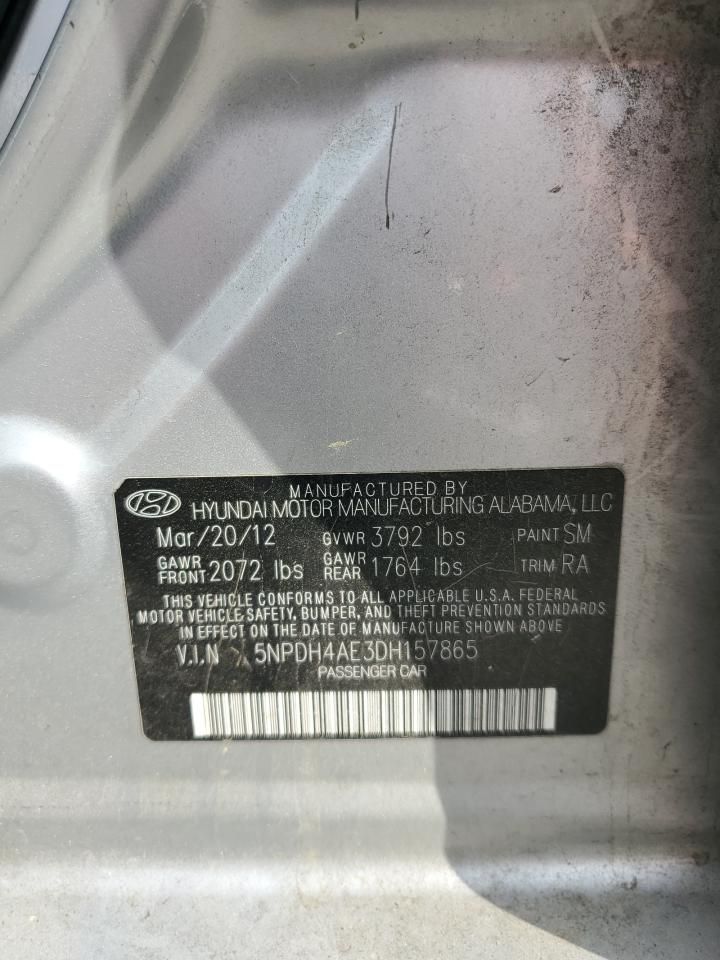 MANUFACTURED BY
HYUNDAI MOTOR MANUFACTURING ALABAMA, LLC
Mar/20/12 GVWR 3792 lbs PAINT SM
GAWR FRONT 2072 lbs GAWR REAR 1764 lbs TRIM RA
THIS VEHICLE CONFORMS TO ALL APPLICABLE U.S.A. FEDERAL
MOTOR VEHICLE SAFETY, BUMPER, AND THEFT PREVENTION STANDARDS
IN EFFECT ON THE DATE OF MANUFACTURE SHOWN ABOVE
V.I.N 5NPDH4AE3DH157865
PASSENGER CAR